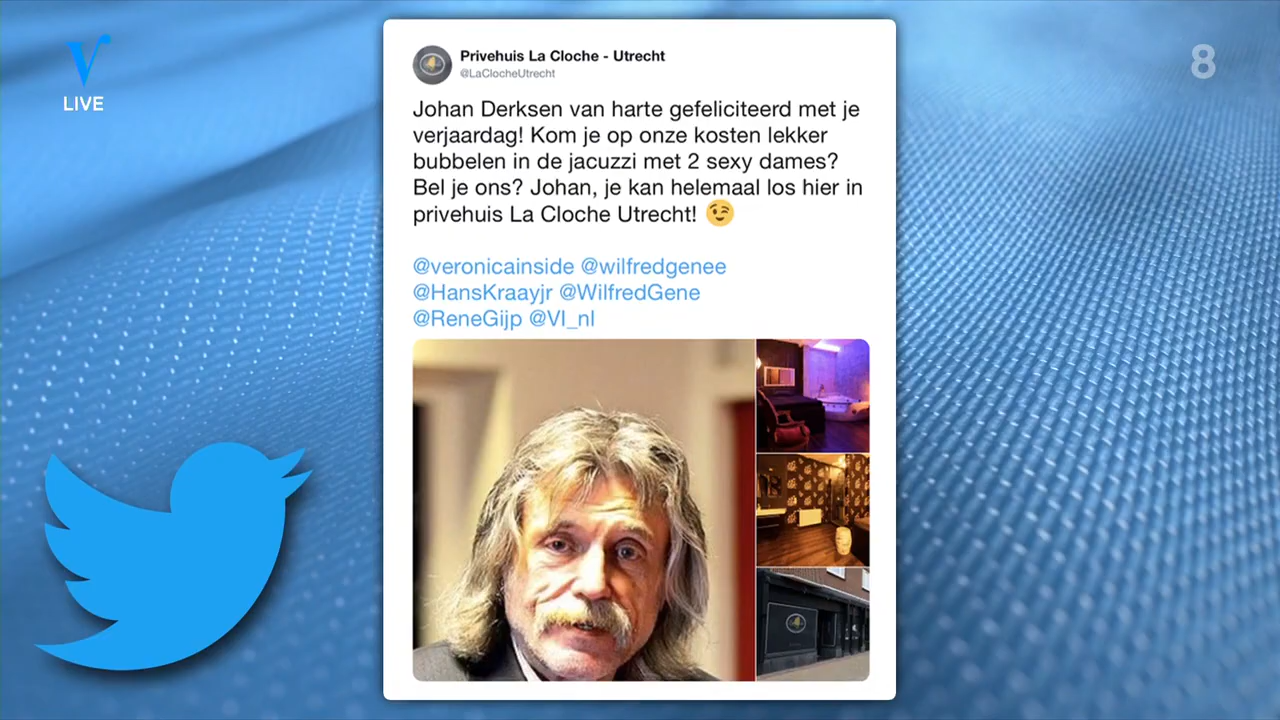 V
LIVE
8
Privehuis La Cloche - Utrecht
@LaClocheUtrecht
Johan Derksen van harte gefeliciteerd met je
verjaardag! Kom je op onze kosten lekker
bubbelen in de jacuzzi met 2 sexy dames?
Bel je ons? Johan, je kan helemaal los hier in
privehuis La Cloche Utrecht! 😉
@veronicainside @wilfredgenee
@HansKraayjr @WilfredGene
@ReneGijp @VI_nl